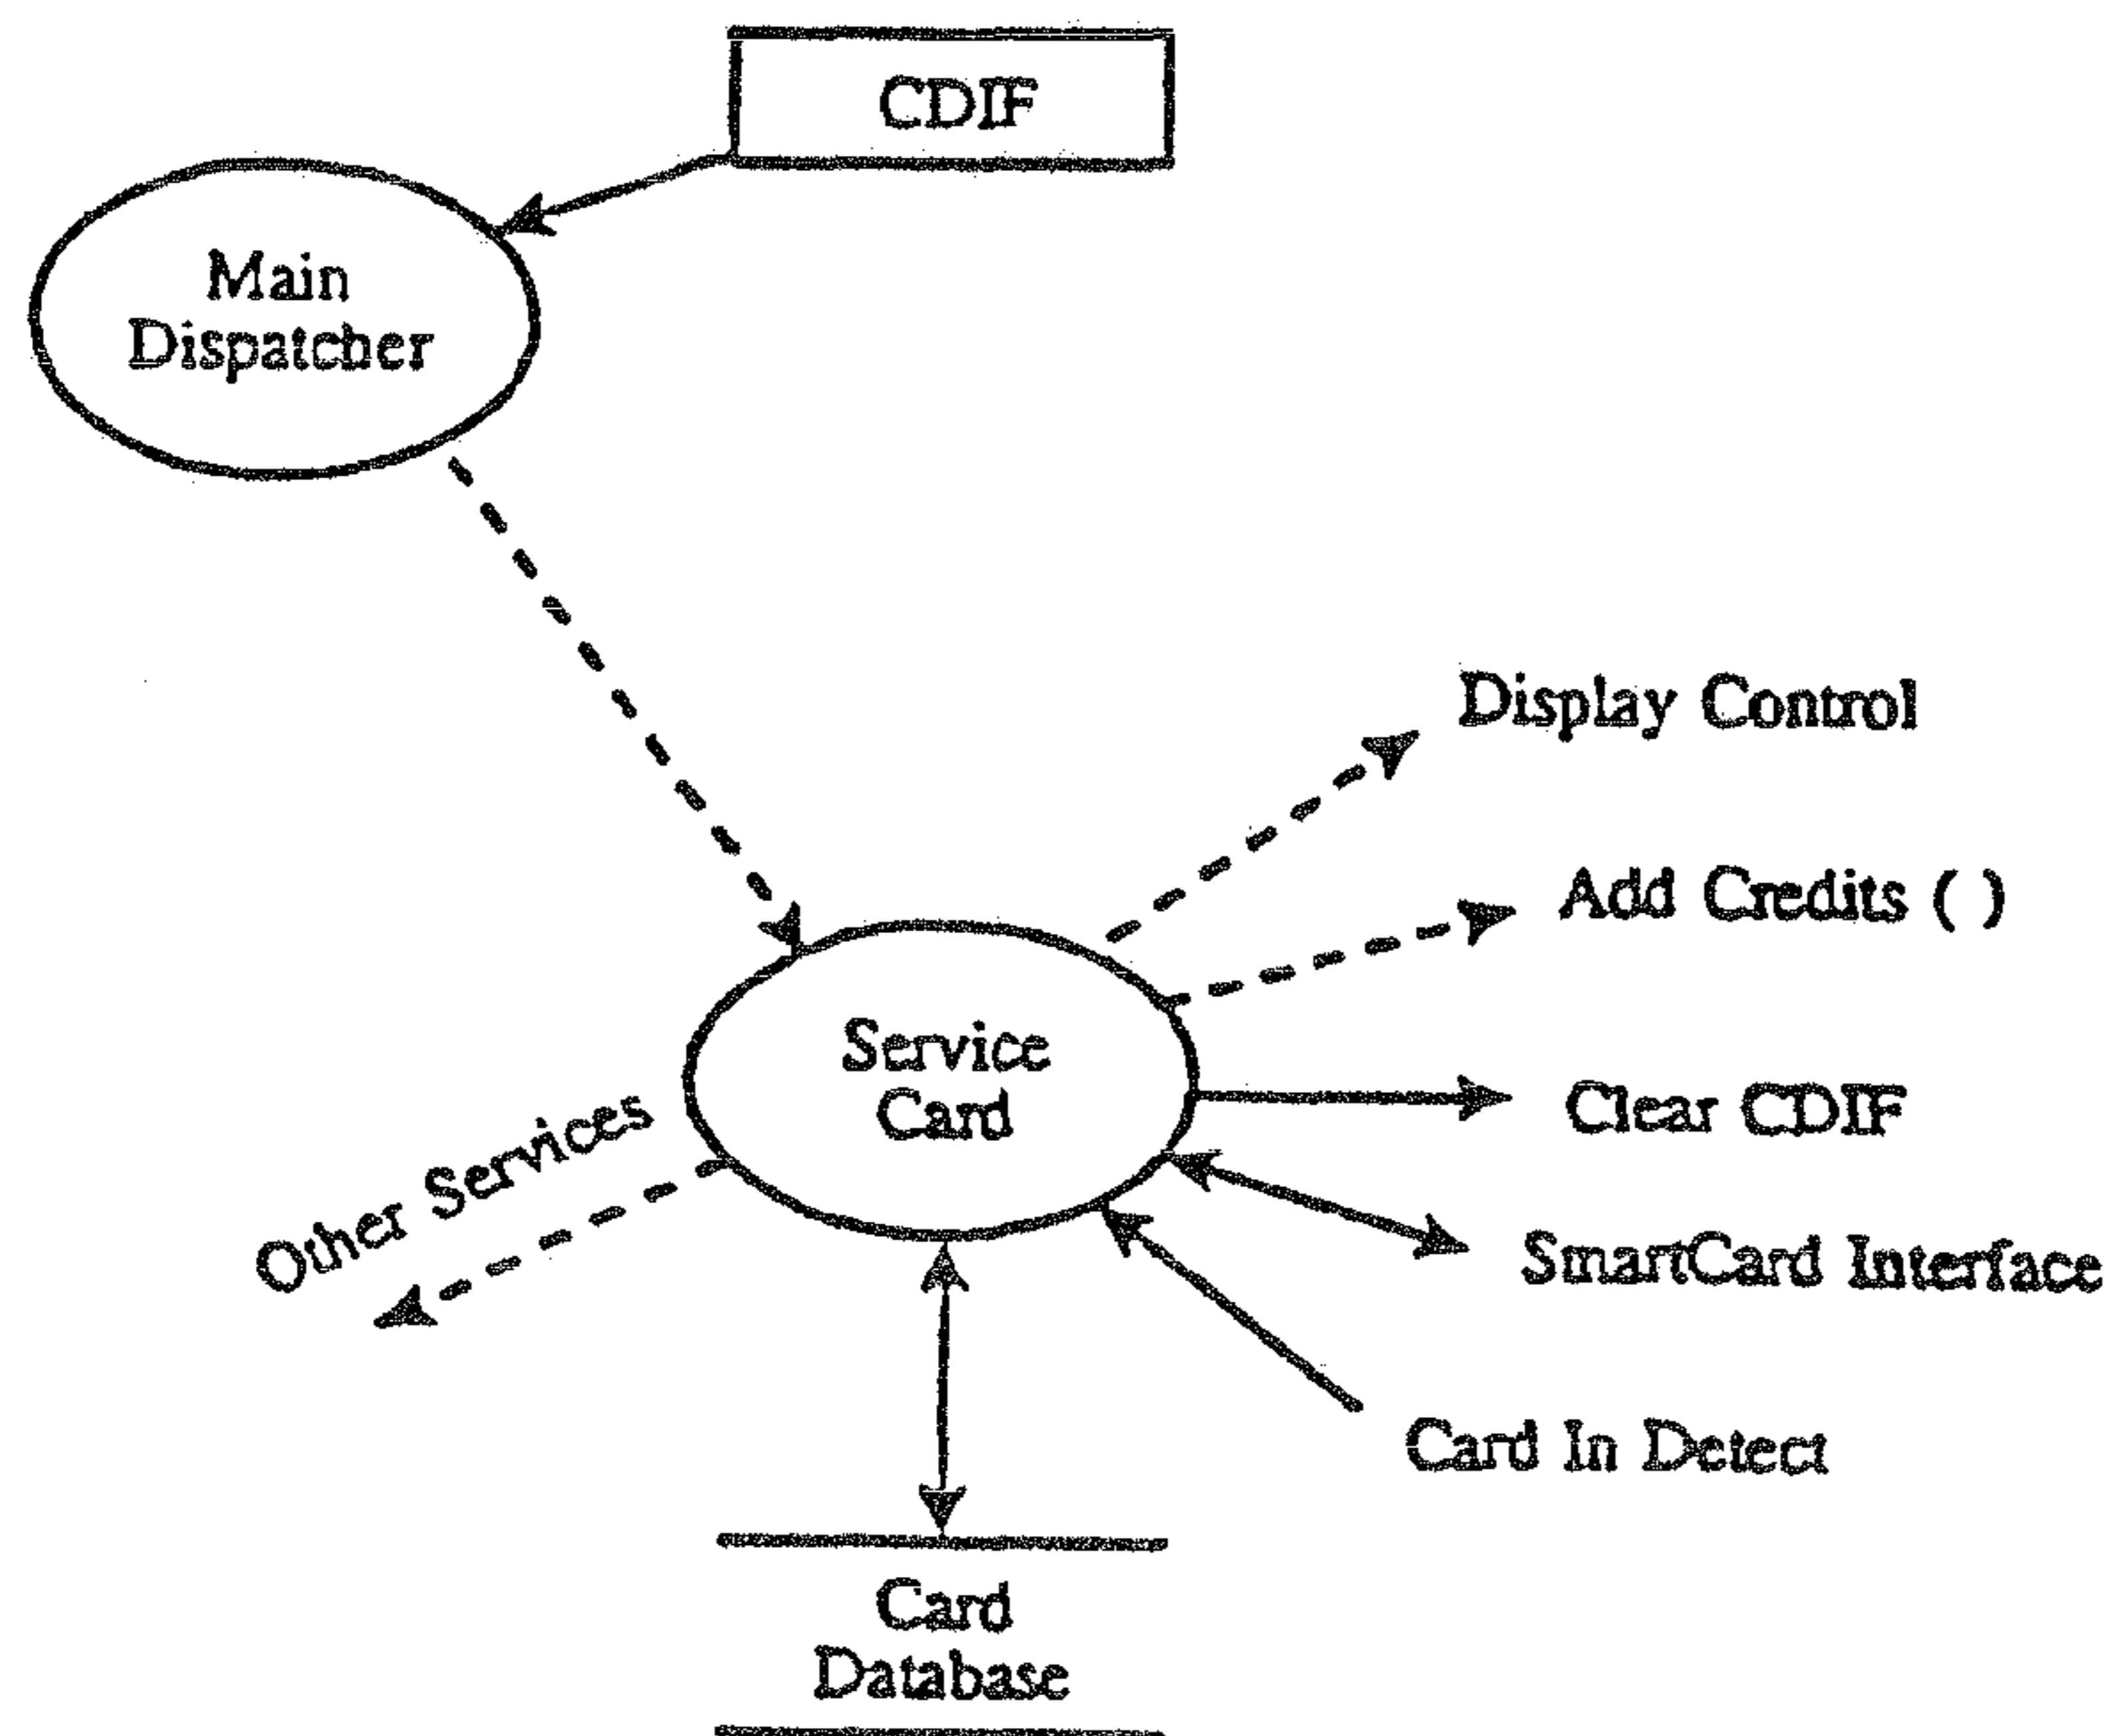 CDIF
Main
Dispatcher
Display Control
Add Credits ( )
Service
Card
Clear CDIF
Other Services
SmartCard Interface
Card In Detect
Card
Database